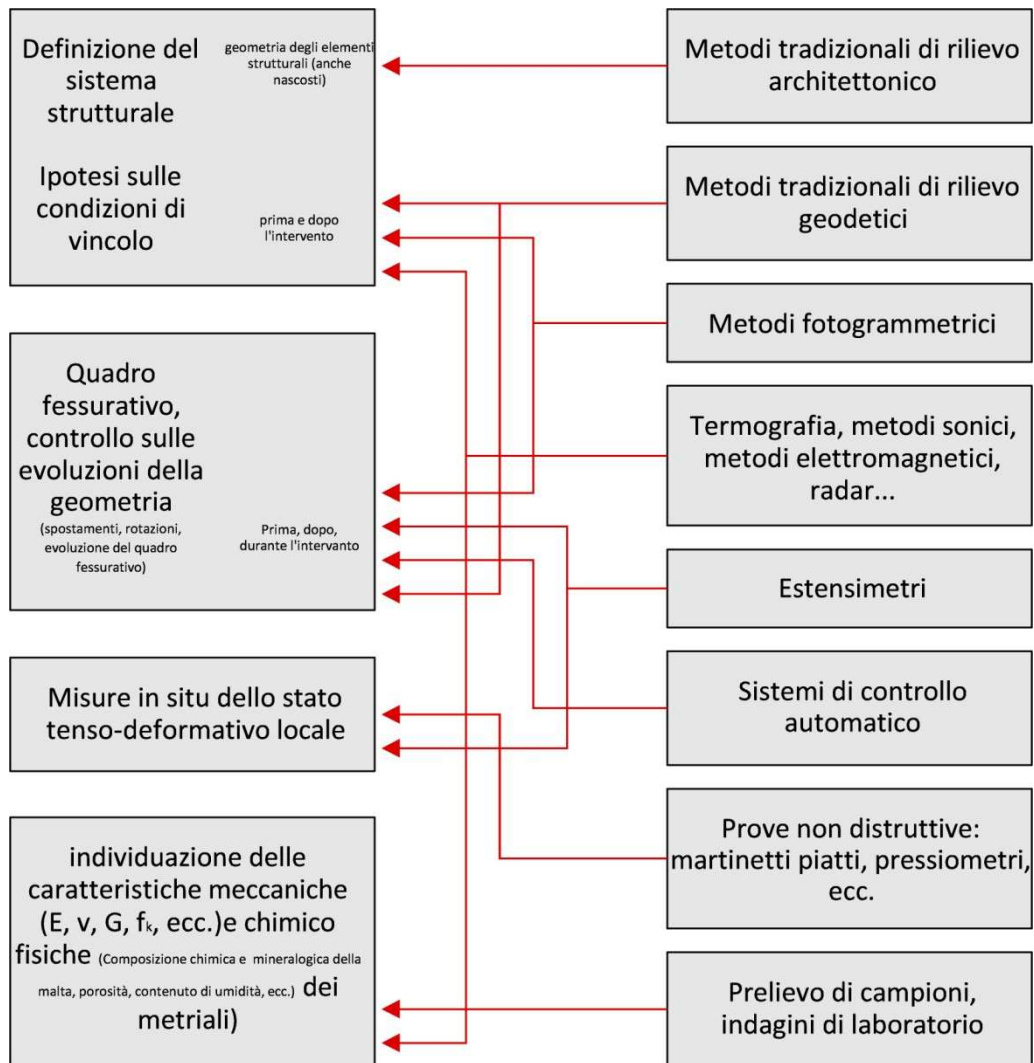 Definizione del
sistema
strutturale
geometria degli elementi
strutturali (anche
nascosti)
Ipotesi sulle
condizioni di
vincolo
prima e dopo
l'intervento
Quadro
fessurativo,
controllo sulle
evoluzioni della
geometria
(spostamenti, rotazioni,
evoluzione del quadro
fessurativo)
Prima, dopo,
durante l'intervanto
Misure in situ dello stato
tenso-deformativo locale
individuazione delle
caratteristiche meccaniche
(E, ν, G, fₖ, ecc.)e chimico
fisiche (Composizione chimica e mineralogica della
malta, porosità, contenuto di umidità, ecc.) dei
metriali)
Metodi tradizionali di rilievo
architettonico
Metodi tradizionali di rilievo
geodetici
Metodi fotogrammetrici
Termografia, metodi sonici,
metodi elettromagnetici,
radar...
Estensimetri
Sistemi di controllo
automatico
Prove non distruttive:
martinetti piatti, pressiometri,
ecc.
Prelievo di campioni,
indagini di laboratorio